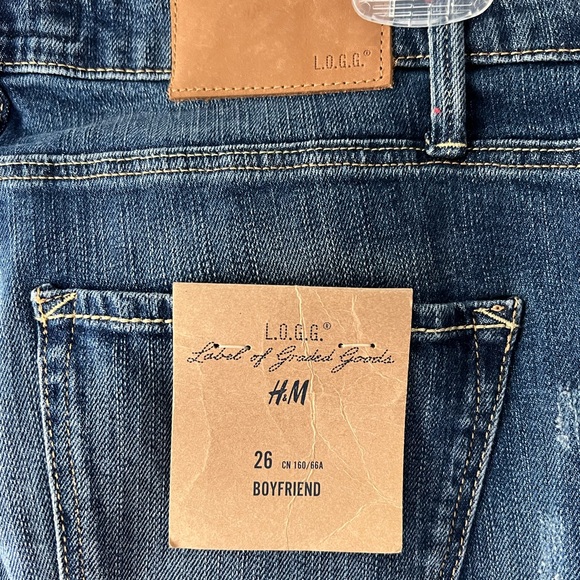 L.O.G.G.®
L.O.G.G.®
Label of Graded Goods
H&M
26 CN 160/66A
BOYFRIEND